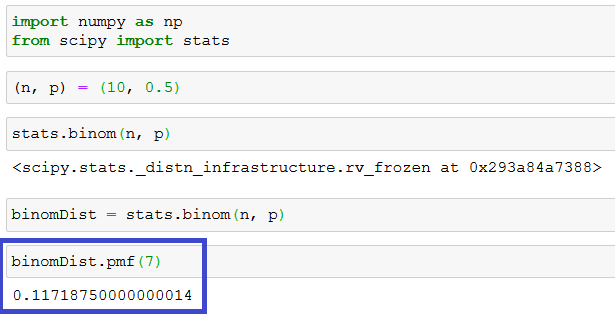 import numpy as np
from scipy import stats
(n, p) = (10, 0.5)
stats.binom(n, p)
<scipy.stats._distn_infrastructure.rv_frozen at 0x293a84a7388>
binomDist = stats.binom(n, p)
binomDist.pmf(7)
0.11718750000000014